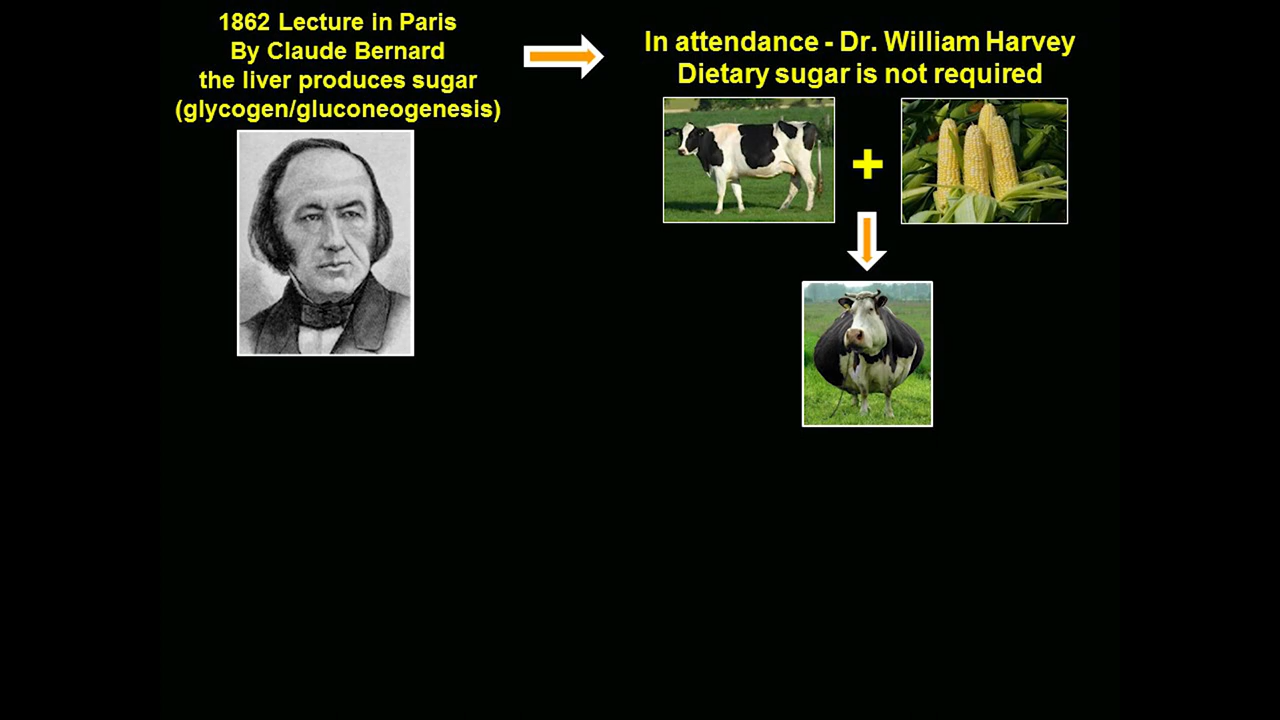 1862 Lecture in Paris
By Claude Bernard
the liver produces sugar
(glycogen/gluconeogenesis)
In attendance - Dr. William Harvey
Dietary sugar is not required
+